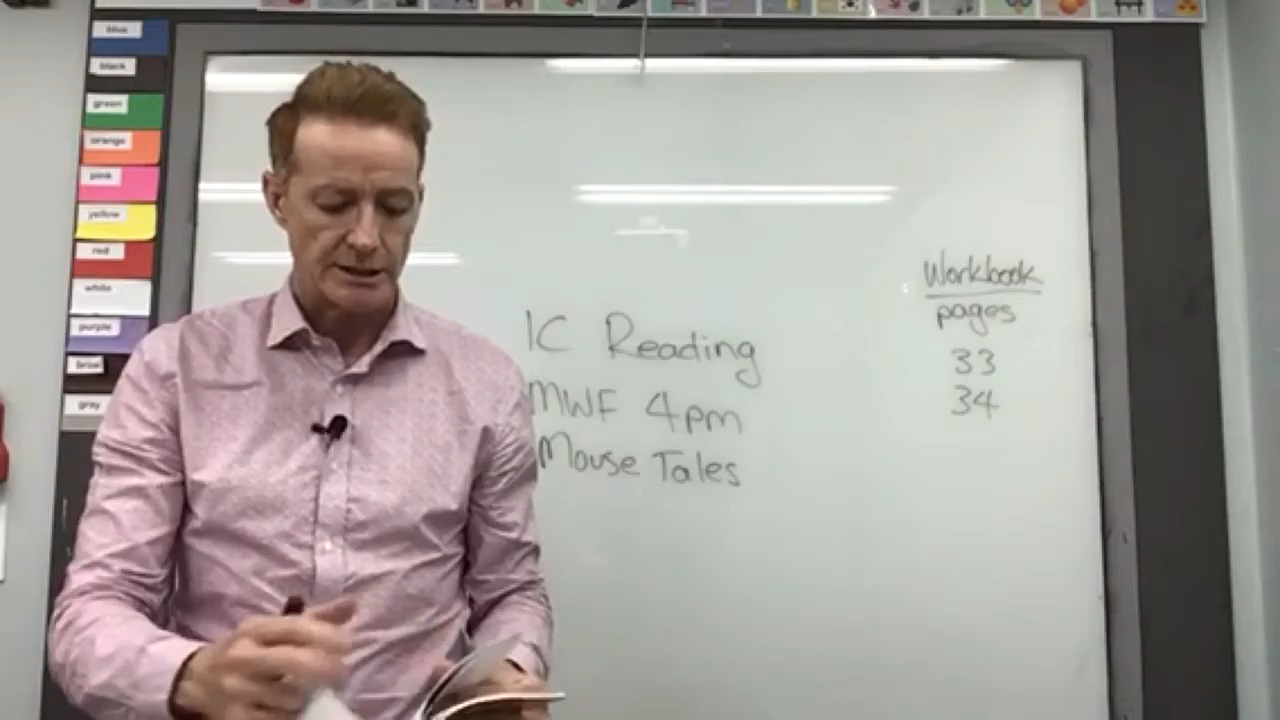 blue
black
green
orange
pink
yellow
red
white
purple
gray
1C Reading
MWF 4pm
Mouse Tales
Workbook
pages
33
34